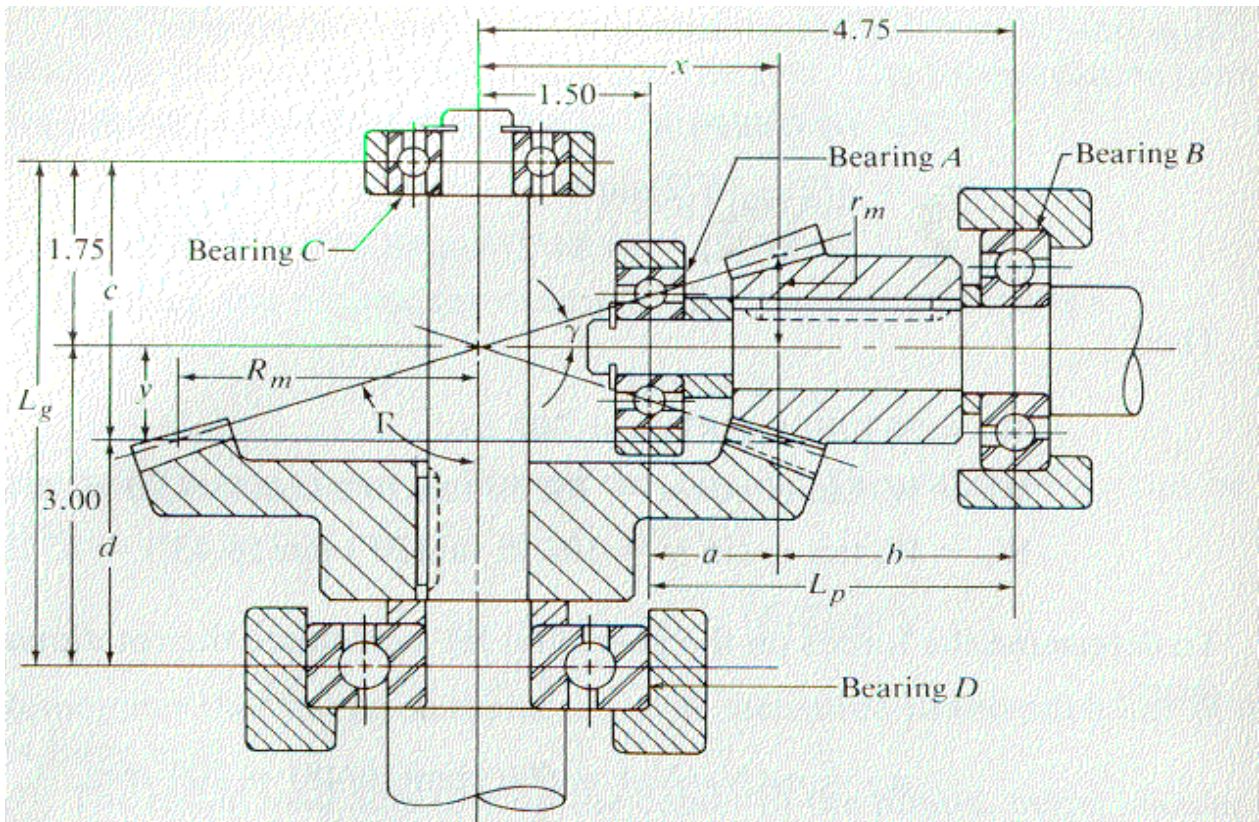 4.75
x
1.50
Bearing A
Bearing B
r_m
1.75
c
Bearing C
γ
L_g
y
R_m
Γ
3.00
d
a
b
L_p
Bearing D